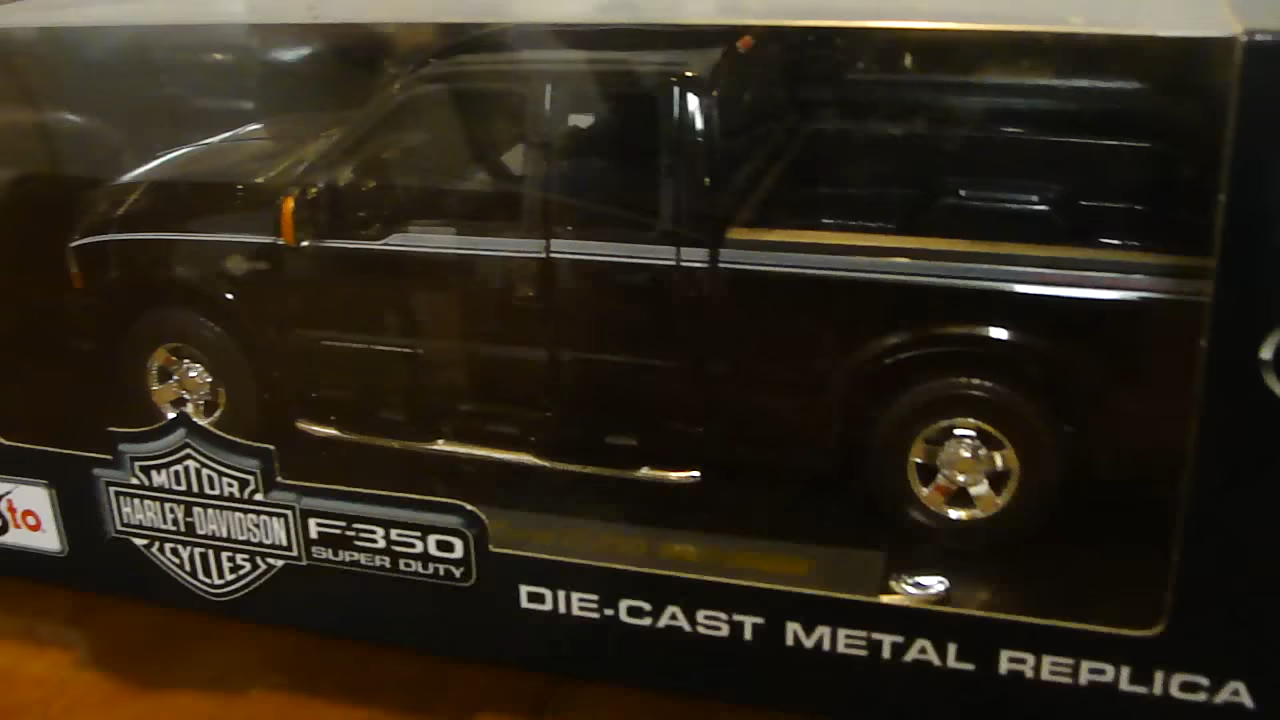 MOTOR
HARLEY-DAVIDSON
CYCLES
F-350
SUPER DUTY
DIE-CAST METAL REPLICA